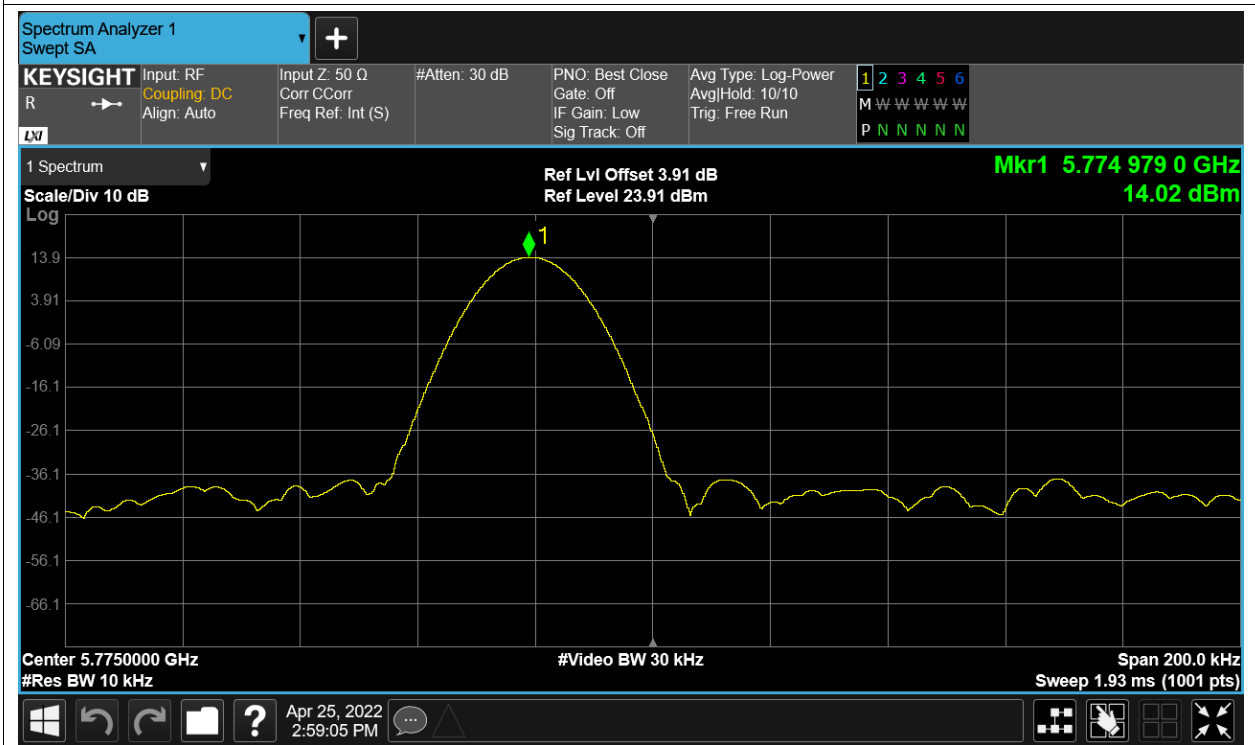 Spectrum Analyzer 1
Swept SA
KEYSIGHT
R
LXI
Input: RF
Coupling: DC
Align: Auto
Input Z: 50 Ω
Corr CCorr
Freq Ref: Int (S)
#Atten: 30 dB
PNO: Best Close
Gate: Off
IF Gain: Low
Sig Track: Off
Avg Type: Log-Power
Avg|Hold: 10/10
Trig: Free Run
1 2 3 4 5 6
M W W W W W
P N N N N N
1 Spectrum
Scale/Div 10 dB
Log
Ref Lvl Offset 3.91 dB
Ref Level 23.91 dBm
Mkr1 5.774 979 0 GHz
14.02 dBm
1
13.9
3.91
-6.09
-16.1
-26.1
-36.1
-46.1
-56.1
-66.1
Center 5.7750000 GHz
#Res BW 10 kHz
#Video BW 30 kHz
Span 200.0 kHz
Sweep 1.93 ms (1001 pts)
?
Apr 25, 2022
2:59:05 PM